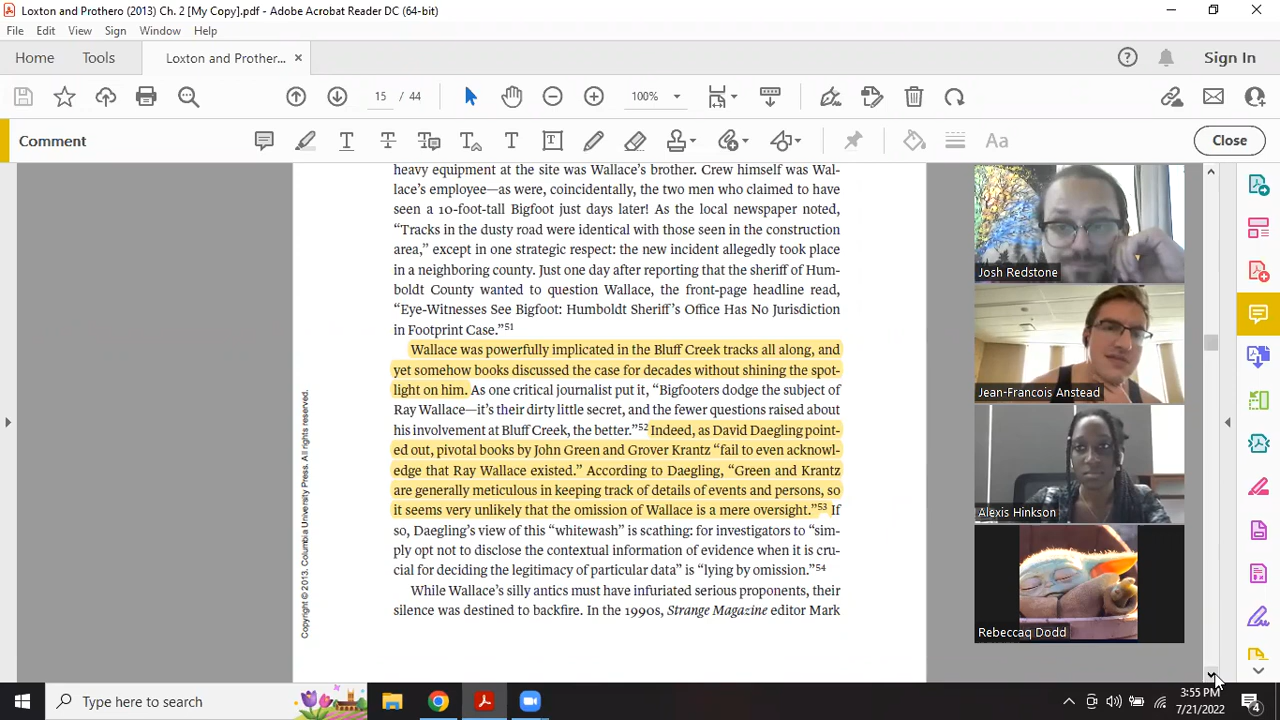 Loxton and Prothero (2013) Ch. 2 [My Copy].pdf - Adobe Acrobat Reader DC (64-bit)
File Edit View Sign Window Help
Home Tools Loxton and Prother... × Sign In
15 / 44 100%
Comment Aa Close
heavy equipment at the site was Wallace's brother. Crew himself was Wal-
lace's employee—as were, coincidentally, the two men who claimed to have
seen a 10-foot-tall Bigfoot just days later! As the local newspaper noted,
“Tracks in the dusty road were identical with those seen in the construction
area,” except in one strategic respect: the new incident allegedly took place
in a neighboring county. Just one day after reporting that the sheriff of Hum-
boldt County wanted to question Wallace, the front-page headline read,
“Eye-Witnesses See Bigfoot: Humboldt Sheriff's Office Has No Jurisdiction
in Footprint Case.”51
Wallace was powerfully implicated in the Bluff Creek tracks all along, and
yet somehow books discussed the case for decades without shining the spot-
light on him. As one critical journalist put it, “Bigfooters dodge the subject of
Ray Wallace—it's their dirty little secret, and the fewer questions raised about
his involvement at Bluff Creek, the better.”52 Indeed, as David Daegling point-
ed out, pivotal books by John Green and Grover Krantz “fail to even acknowl-
edge that Ray Wallace existed.” According to Daegling, “Green and Krantz
are generally meticulous in keeping track of details of events and persons, so
it seems very unlikely that the omission of Wallace is a mere oversight.”53 If
so, Daegling's view of this “whitewash” is scathing: for investigators to “sim-
ply opt not to disclose the contextual information of evidence when it is cru-
cial for deciding the legitimacy of particular data” is “lying by omission.”54
While Wallace's silly antics must have infuriated serious proponents, their
silence was destined to backfire. In the 1990s, Strange Magazine editor Mark
Copyright © 2013. Columbia University Press. All rights reserved.
Josh Redstone
Jean-Francois Anstead
Alexis Hinkson
Rebeccaq Dodd
Type here to search
3:55 PM
7/21/2022
4